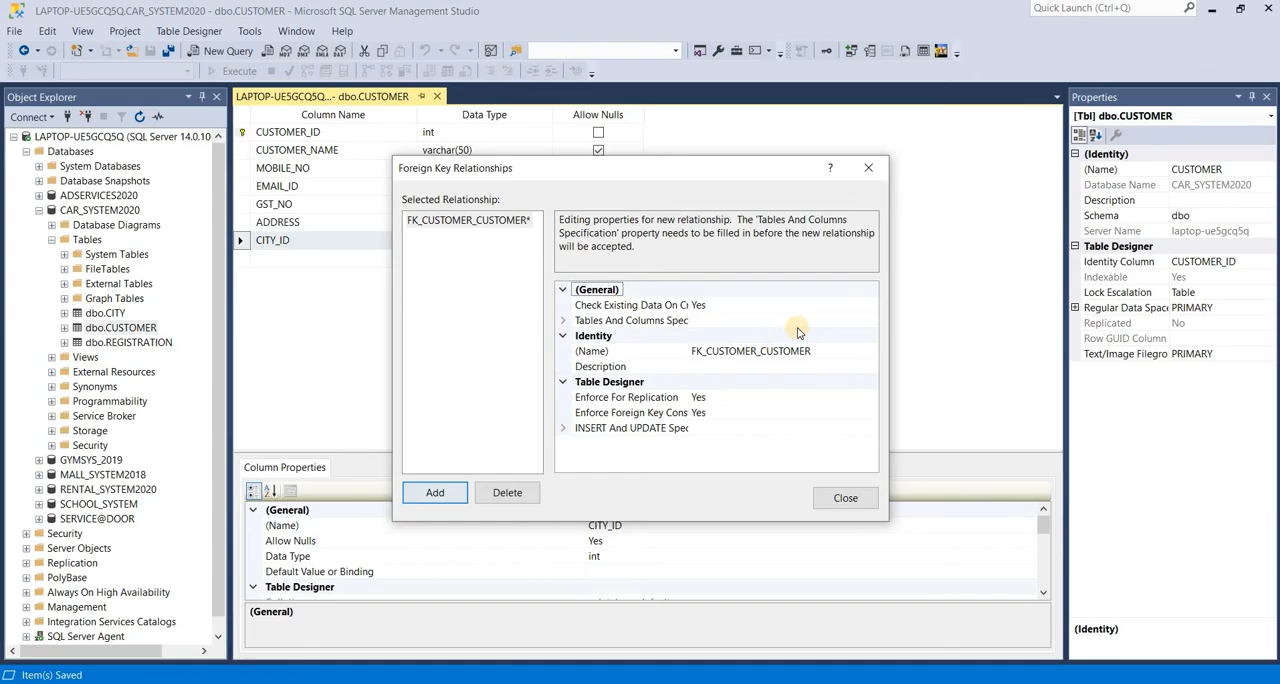 LAPTOP-UE5GCQ5Q.CAR_SYSTEM2020 - dbo.CUSTOMER - Microsoft SQL Server Management Studio
Quick Launch (Ctrl+Q)
File Edit View Project Table Designer Tools Window Help
New Query
Execute
Object Explorer
Connect
LAPTOP-UE5GCQ5Q (SQL Server 14.0.10
Databases
System Databases
Database Snapshots
ADSERVICES2020
CAR_SYSTEM2020
Database Diagrams
Tables
System Tables
FileTables
External Tables
Graph Tables
dbo.CITY
dbo.CUSTOMER
dbo.REGISTRATION
Views
External Resources
Synonyms
Programmability
Service Broker
Storage
Security
GYMSYS_2019
MALL_SYSTEM2018
RENTAL_SYSTEM2020
SCHOOL_SYSTEM
SERVICE@DOOR
Security
Server Objects
Replication
PolyBase
Always On High Availability
Management
Integration Services Catalogs
SQL Server Agent
LAPTOP-UE5GCQ5Q...- dbo.CUSTOMER
Column Name Data Type Allow Nulls
CUSTOMER_ID int
CUSTOMER_NAME varchar(50)
MOBILE_NO
EMAIL_ID
GST_NO
ADDRESS
CITY_ID
Foreign Key Relationships
?
Selected Relationship:
FK_CUSTOMER_CUSTOMER*
Editing properties for new relationship. The 'Tables And Columns
Specification' property needs to be filled in before the new relationship
will be accepted.
(General)
Check Existing Data On Cr Yes
Tables And Columns Spec
Identity
(Name) FK_CUSTOMER_CUSTOMER
Description
Table Designer
Enforce For Replication Yes
Enforce Foreign Key Cons Yes
INSERT And UPDATE Spec
Add
Delete
Close
Column Properties
(General)
(Name) CITY_ID
Allow Nulls Yes
Data Type int
Default Value or Binding
Table Designer
(General)
Properties
[Tbl] dbo.CUSTOMER
(Identity)
(Name) CUSTOMER
Database Name CAR_SYSTEM2020
Description
Schema dbo
Server Name laptop-ue5gcq5q
Table Designer
Identity Column CUSTOMER_ID
Indexable Yes
Lock Escalation Table
Regular Data Space PRIMARY
Replicated No
Row GUID Column
Text/Image Filegro PRIMARY
(Identity)
Item(s) Saved